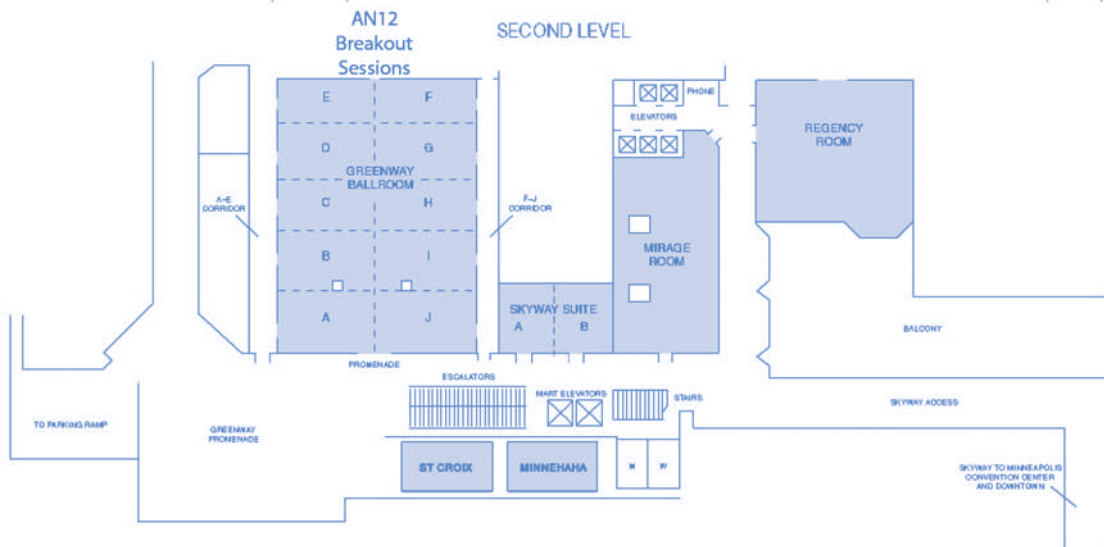 AN12
Breakout
Sessions
SECOND LEVEL
E
F
PHONE
ELEVATORS
REGENCY
ROOM
D
G
GREENWAY
BALLROOM
A-E
CORRIDOR
C
H
F-J
CORRIDOR
B
I
MIRAGE
ROOM
A
J
SKYWAY SUITE
A
B
BALCONY
PROMENADE
ESCALATORS
MART ELEVATORS
STAIRS
SKYWAY ACCESS
TO PARKING RAMP
GREENWAY
PROMENADE
ST CROIX
MINNEHAHA
M
W
SKYWAY TO MINNEAPOLIS
CONVENTION CENTER
AND DOWNTOWN